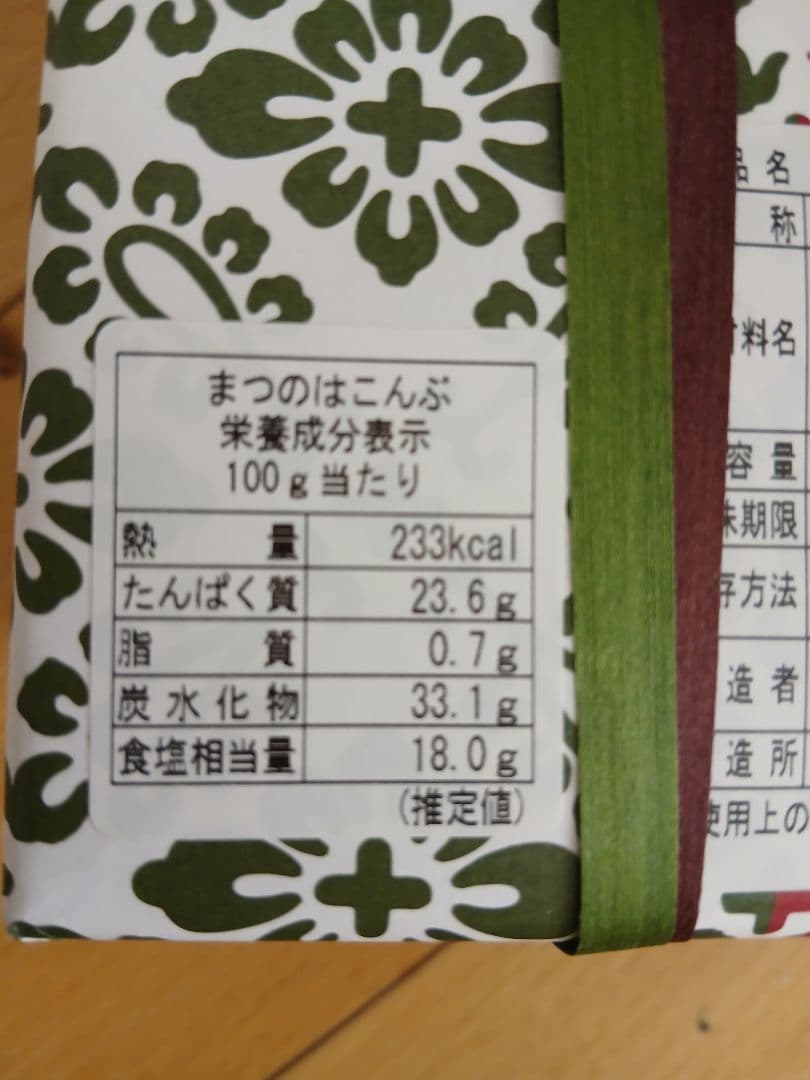 まつのはこんぶ
栄養成分表示
100g当たり
熱量 233kcal
たんぱく質 23.6g
脂質 0.7g
炭水化物 33.1g
食塩相当量 18.0g
(推定値)
品名
称
料名
容量
期限
方法
造者
造所
使用上の